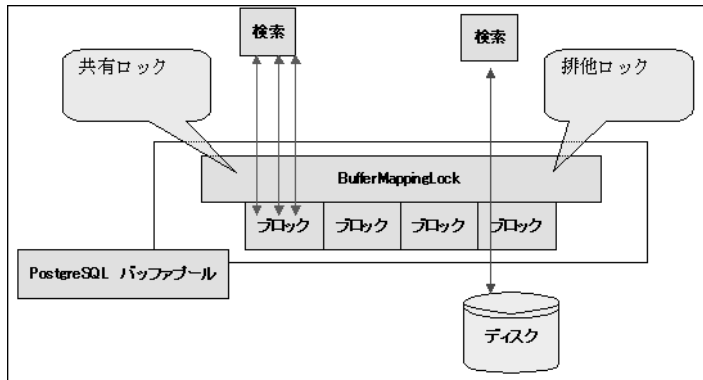 検索
検索
共有ロック
排他ロック
BufferMappingLock
ブロック
ブロック
ブロック
ブロック
PostgreSQL バッファプール
ディスク